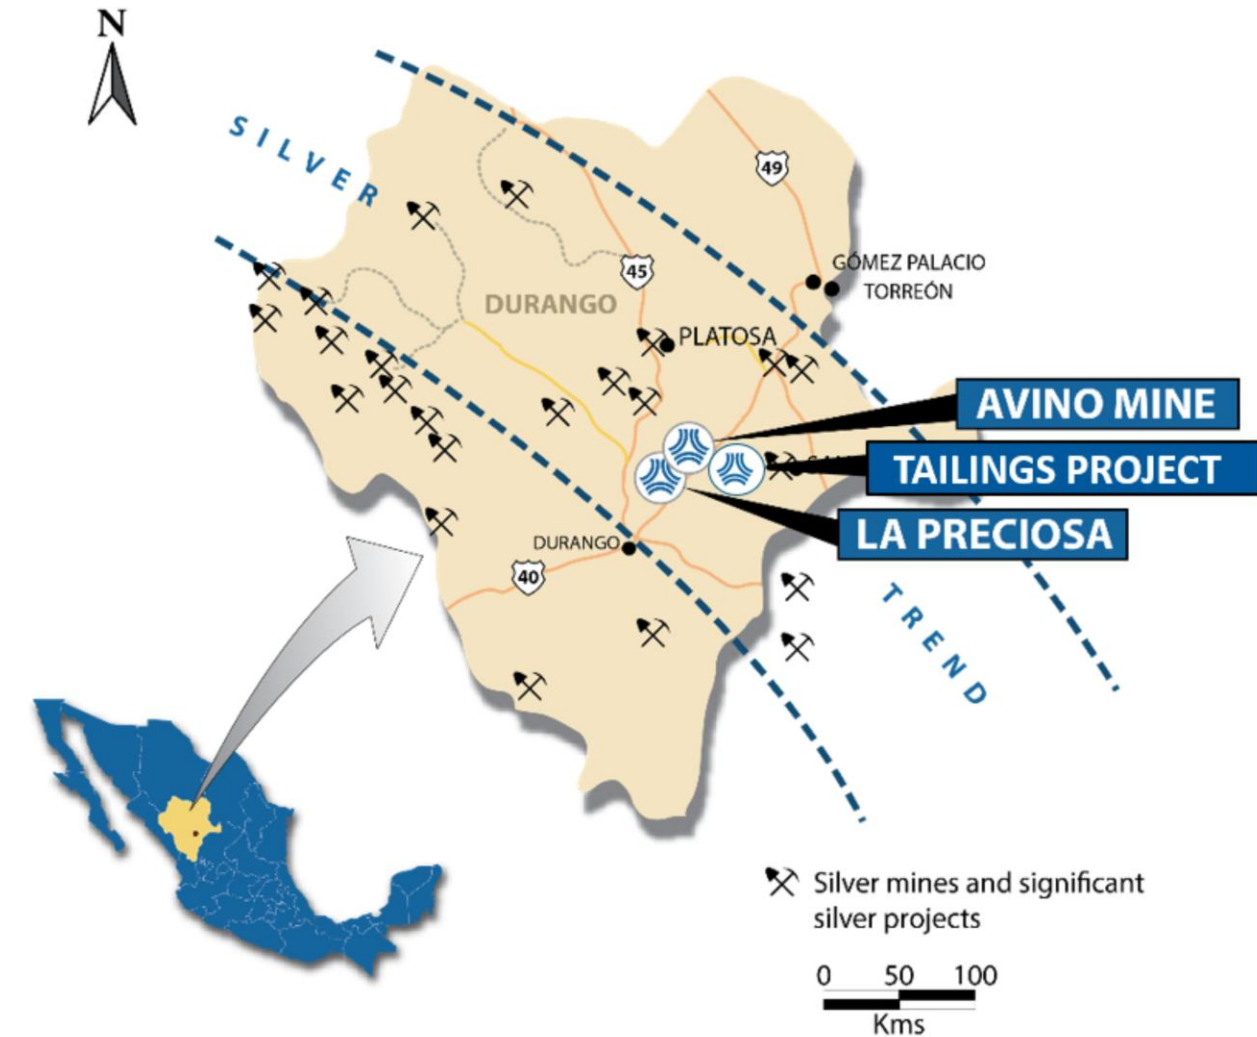 N
SILVER
49
GÓMEZ PALACIO
TORREÓN
45
DURANGO
PLATOSA
AVINO MINE
TAILINGS PROJECT
LA PRECIOSA
DURANGO
40
TREND
Silver mines and significant
silver projects
0 50 100
Kms